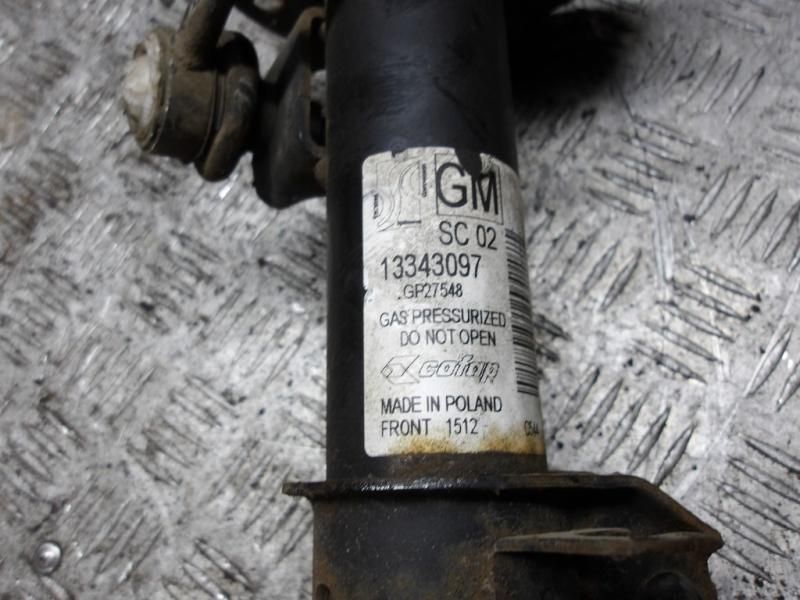 GM
SC 02
13343097
GP27548
GAS PRESSURIZED
DO NOT OPEN
cofap
MADE IN POLAND
FRONT 1512